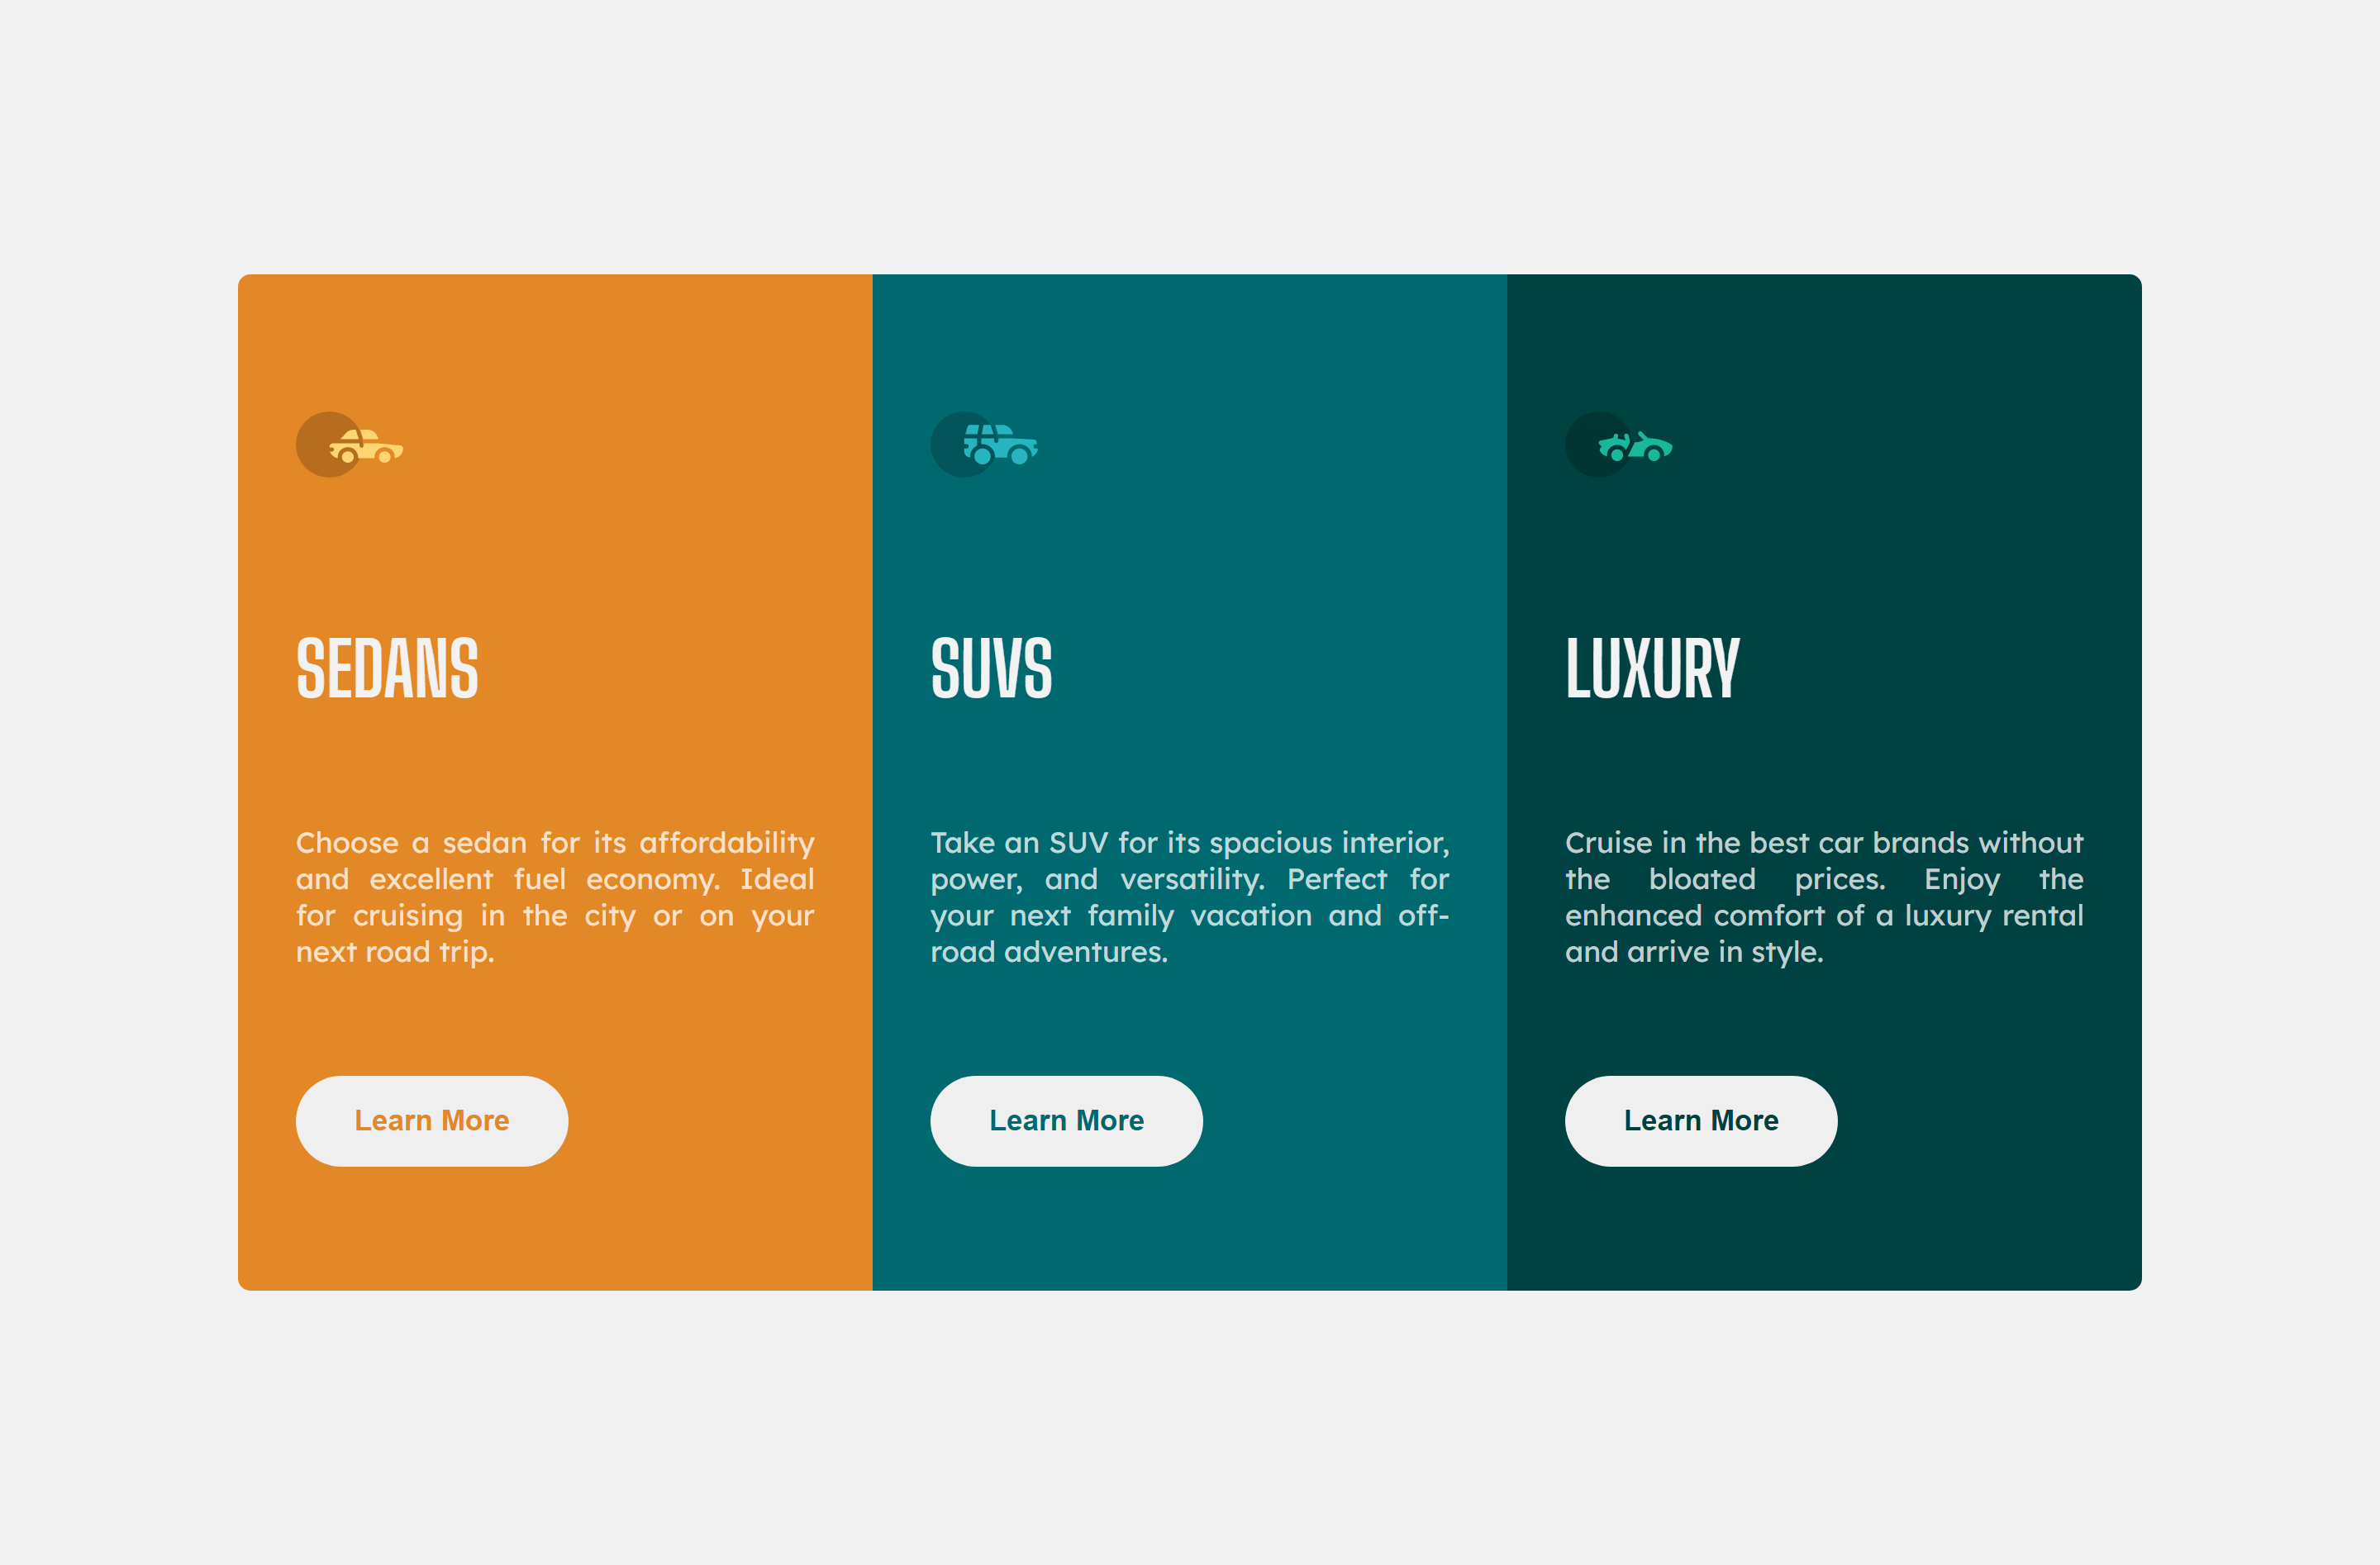 SEDANS
Choose a sedan for its affordability
and excellent fuel economy. Ideal
for cruising in the city or on your
next road trip.
Learn More
SUVS
Take an SUV for its spacious interior,
power, and versatility. Perfect for
your next family vacation and off-
road adventures.
Learn More
LUXURY
Cruise in the best car brands without
the bloated prices. Enjoy the
enhanced comfort of a luxury rental
and arrive in style.
Learn More